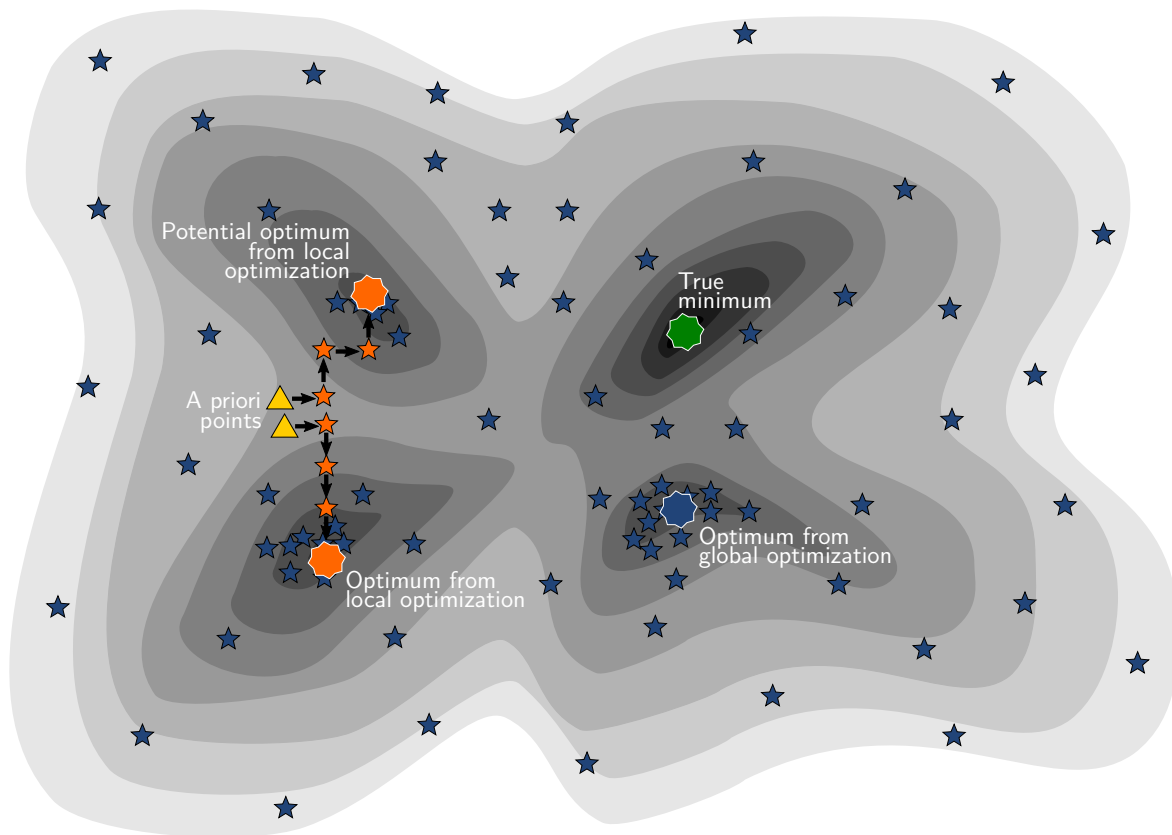 Potential optimum
from local
optimization
True
minimum
A priori
points
Optimum from
global optimization
Optimum from
local optimization